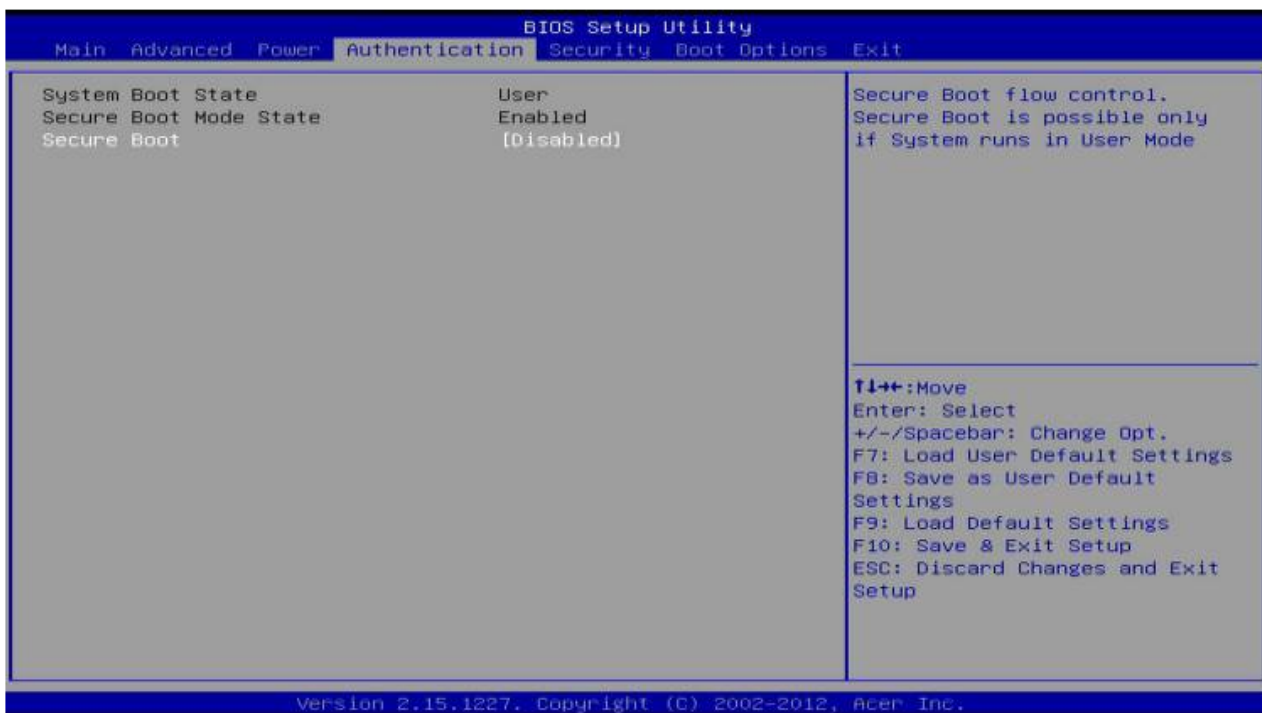 BIOS Setup Utility
Main Advanced Power Authentication Security Boot Options Exit
System Boot State User
Secure Boot Mode State Enabled
Secure Boot [Disabled]
Secure Boot flow control.
Secure Boot is possible only
if System runs in User Mode
↑↓→←:Move
Enter: Select
+/-/Spacebar: Change Opt.
F7: Load User Default Settings
F8: Save as User Default
Settings
F9: Load Default Settings
F10: Save & Exit Setup
ESC: Discard Changes and Exit
Setup
Version 2.15.1227. Copyright (C) 2002-2012, Acer Inc.